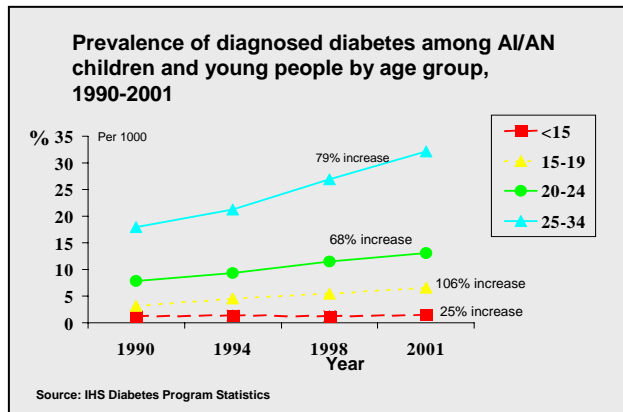 Prevalence of diagnosed diabetes among AI/AN
children and young people by age group,
1990-2001
% 35 Per 1000
30
25
20
15
10
5
0
79% increase
68% increase
106% increase
25% increase
<15
15-19
20-24
25-34
1990 1994 1998 2001
Year
Source: IHS Diabetes Program Statistics